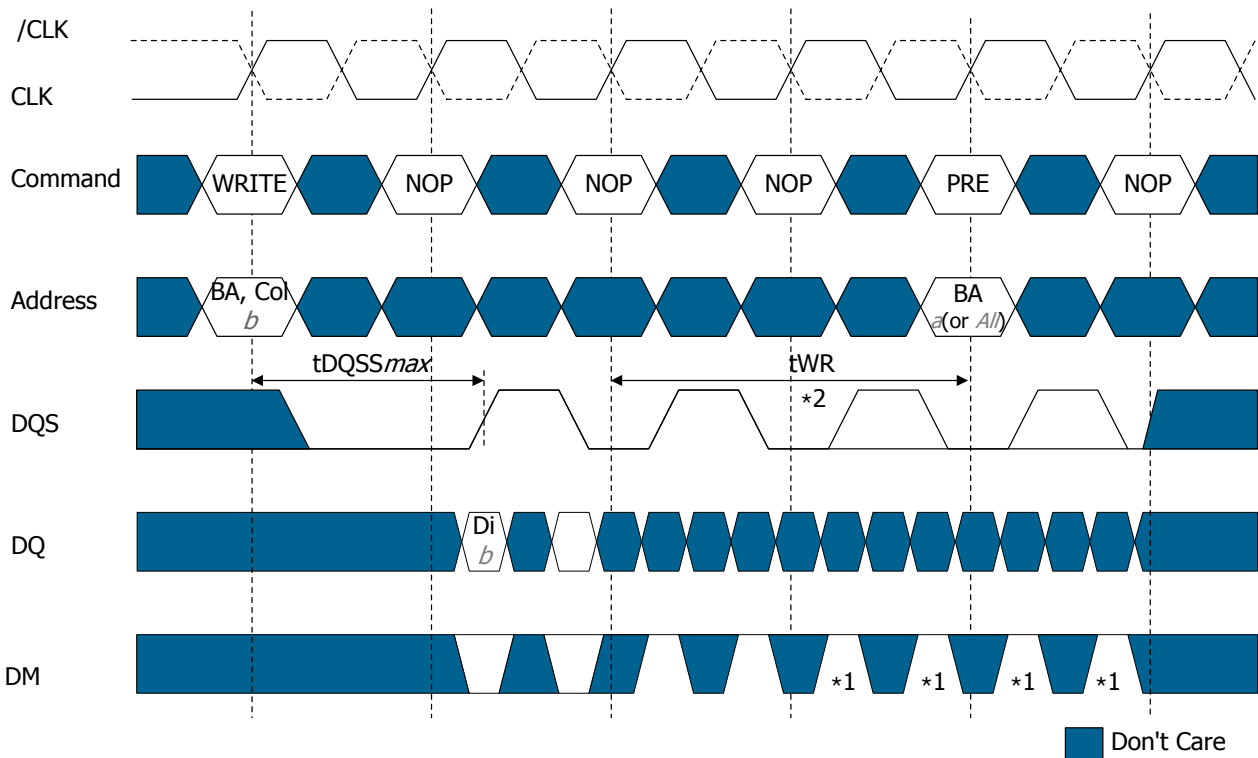 /CLK
CLK
Command
WRITE NOP NOP NOP PRE NOP
Address
BA, Col BA
b a(or All)
tDQSSmax tWR
*2
DQS
DQ
Di
b
DM
*1 *1 *1 *1
Don't Care